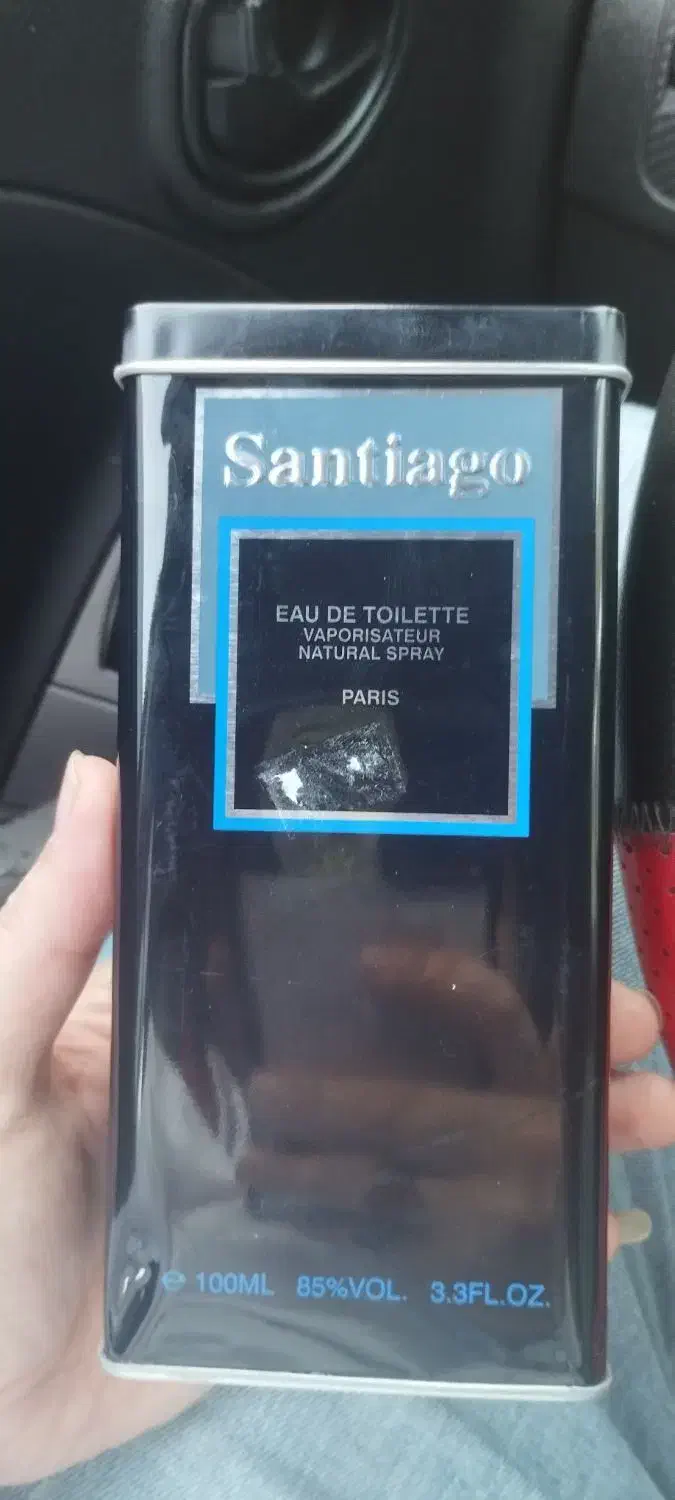 Santiago
EAU DE TOILETTE
VAPORISATEUR
NATURAL SPRAY
PARIS
℮ 100ML 85%VOL. 3.3FL.OZ.